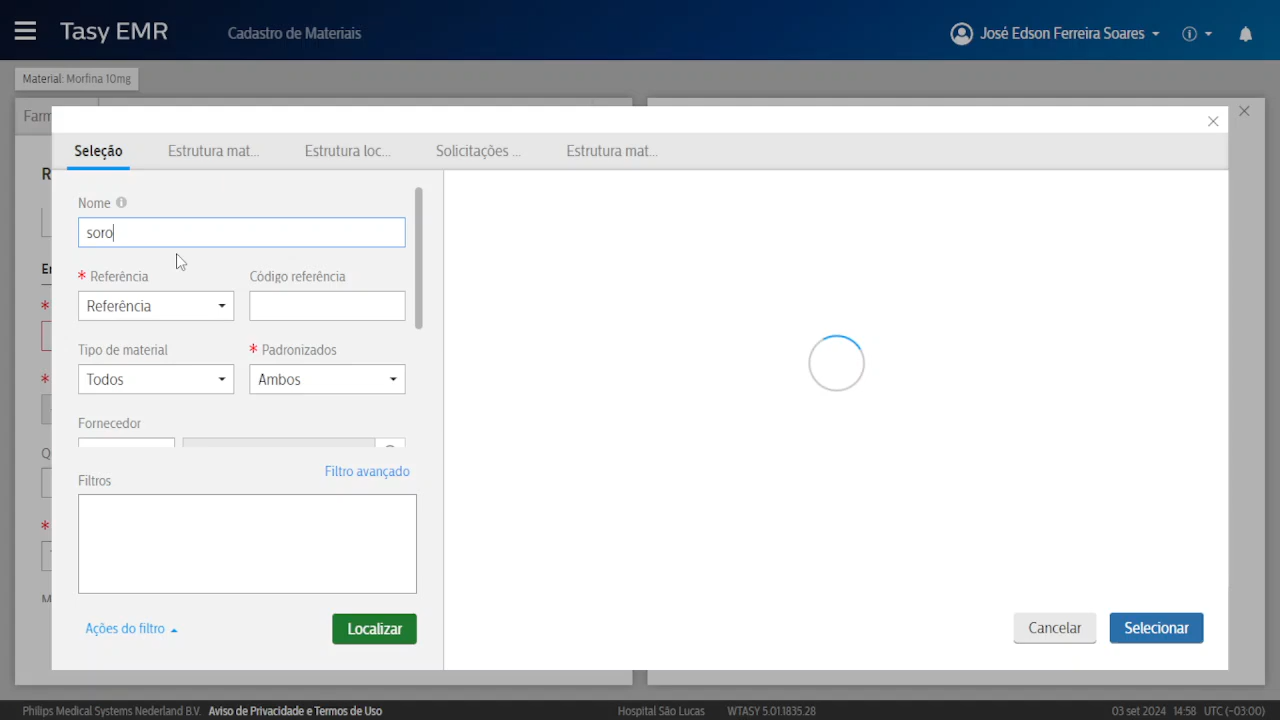 Tasy EMR
Cadastro de Materiais
José Edson Ferreira Soares
Material: Morfina 10mg
Seleção
Estrutura mat...
Estrutura loc...
Solicitações ...
Estrutura mat...
Nome
soro
* Referência
Código referência
Referência
Tipo de material
* Padronizados
Todos
Ambos
Fornecedor
Filtros
Filtro avançado
Ações do filtro
Localizar
Cancelar
Selecionar
Philips Medical Systems Nederland B.V. Aviso de Privacidade e Termos de Uso
Hospital São Lucas
WTASY 5.01.1835.28
03 set 2024 14:58 UTC (-03:00)